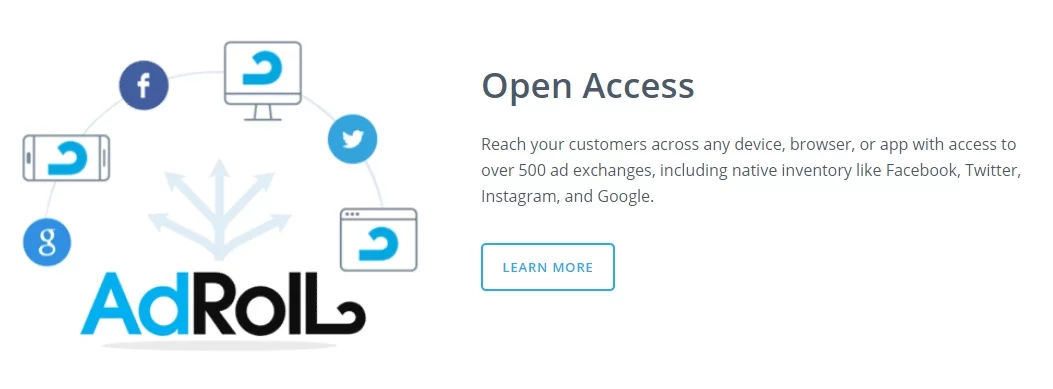 Open Access
Reach your customers across any device, browser, or app with access to
over 500 ad exchanges, including native inventory like Facebook, Twitter,
Instagram, and Google.
LEARN MORE
f
g
AdRoll